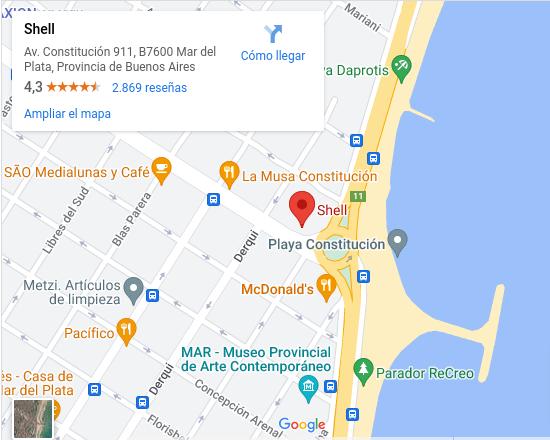 Mariani
Shell
Av. Constitución 911, B7600 Mar del
Plata, Provincia de Buenos Aires
Cómo llegar
4,3
2.869 reseñas
Ampliar el mapa
Daprotis
SÃO Medialunas y Café
La Musa Constitución
11
Shell
Libres del Sud
Blas Parera
Derqui
Playa Constitución
Metzi. Artículos
de limpieza
McDonald's
Pacífico
MAR - Museo Provincial
de Arte Contemporáneo
Parador ReCreo
és - Casa de
Mar del Plata
Derqui
Concepción Arenal
Google